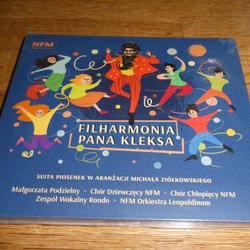 NFM
FILHARMONIA
PANA KLEKSA
SUITA PIOSENEK W ARANŻACJI MICHAŁA ZIÓŁKOWSKIEGO
Małgorzata Podzielny · Chór Dziewczęcy NFM · Chór Chłopięcy NFM
Zespół Wokalny Rondo · NFM Orkiestra Leopoldinum